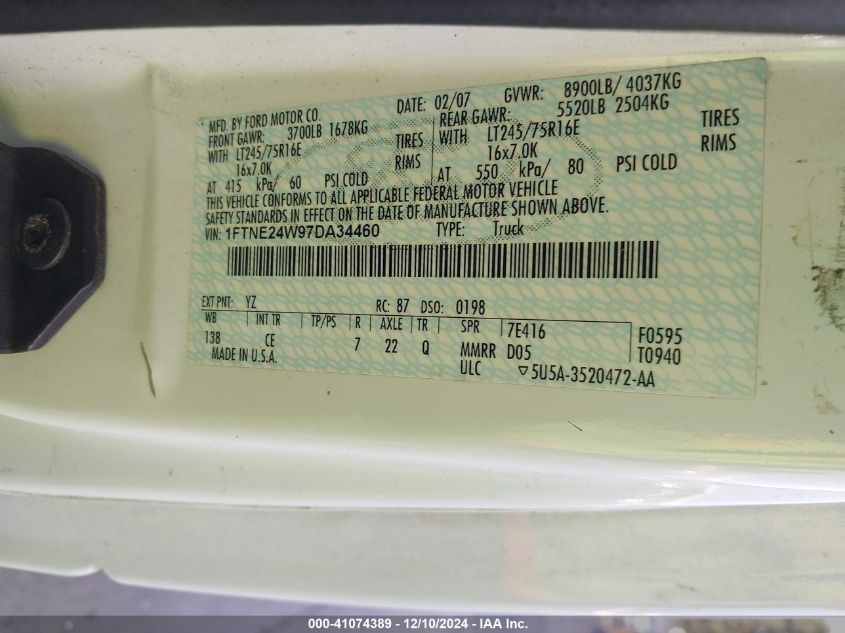 MFD. BY FORD MOTOR CO. DATE: 02/07 GVWR: 8900LB/ 4037KG
FRONT GAWR: 3700LB 1678KG REAR GAWR: 5520LB 2504KG
WITH LT245/75R16E TIRES WITH LT245/75R16E TIRES
16x7.0K RIMS 16x7.0K RIMS
AT 415 kPa/ 60 PSI COLD AT 550 kPa/ 80 PSI COLD
THIS VEHICLE CONFORMS TO ALL APPLICABLE FEDERAL MOTOR VEHICLE
SAFETY STANDARDS IN EFFECT ON THE DATE OF MANUFACTURE SHOWN ABOVE.
VIN: 1FTNE24W97DA34460 TYPE: Truck
EXT PNT: YZ RC: 87 DSO: 0198
WB INT TR TP/PS R AXLE TR SPR 7E416 F0595
138 CE 7 22 Q MMRR D05 T0940
MADE IN U.S.A. ULC ▽5U5A-3520472-AA
000-41074389 - 12/10/2024 - IAA Inc.